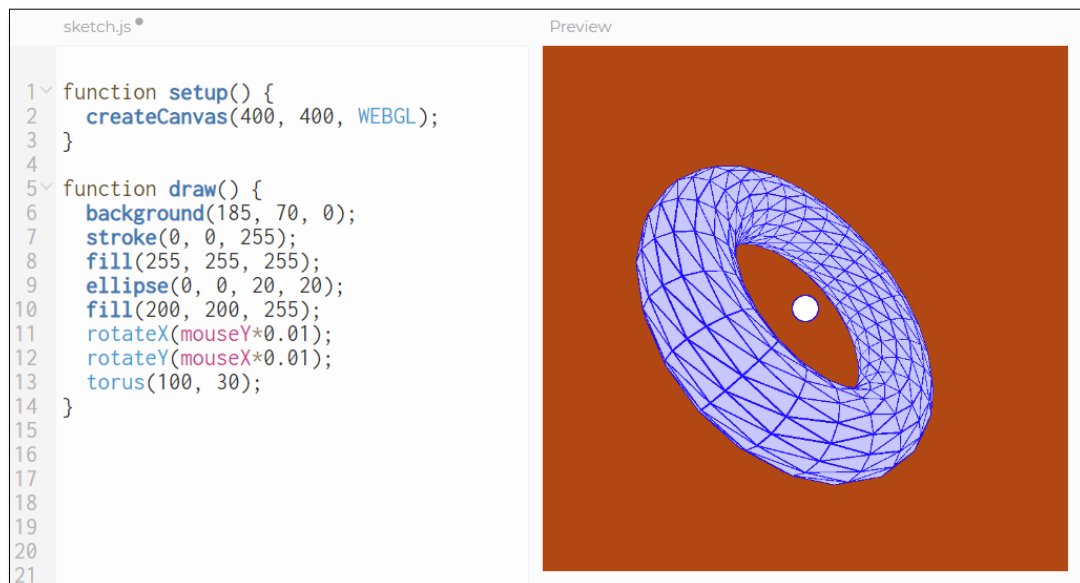 sketch.js
Preview
1 function setup() {
2 createCanvas(400, 400, WEBGL);
3 }
4
5 function draw() {
6 background(185, 70, 0);
7 stroke(0, 0, 255);
8 fill(255, 255, 255);
9 ellipse(0, 0, 20, 20);
10 fill(200, 200, 255);
11 rotateX(mouseY*0.01);
12 rotateY(mouseX*0.01);
13 torus(100, 30);
14 }
15
16
17
18
19
20
21